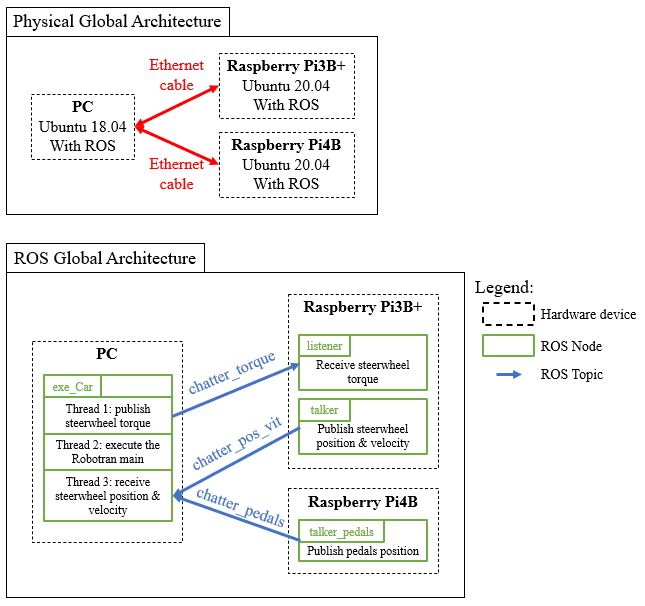 Physical Global Architecture
Ethernet
cable
Raspberry Pi3B+
Ubuntu 20.04
With ROS
PC
Ubuntu 18.04
With ROS
Raspberry Pi4B
Ubuntu 20.04
With ROS
Ethernet
cable
ROS Global Architecture
Legend:
Hardware device
ROS Node
ROS Topic
PC
exe_Car
Thread 1: publish
steerwheel torque
Thread 2: execute the
Robotran main
Thread 3: receive
steerwheel position &
velocity
chatter_torque
chatter_pos_vit
chatter_pedals
Raspberry Pi3B+
listener
Receive steerwheel
torque
talker
Publish steerwheel
position & velocity
Raspberry Pi4B
talker_pedals
Publish pedals position